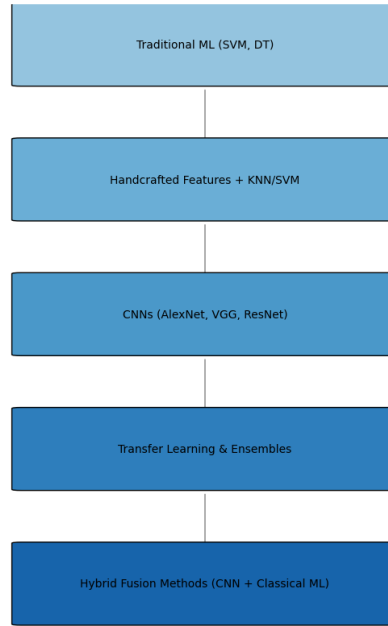 Traditional ML (SVM, DT)
Handcrafted Features + KNN/SVM
CNNs (AlexNet, VGG, ResNet)
Transfer Learning & Ensembles
Hybrid Fusion Methods (CNN + Classical ML)